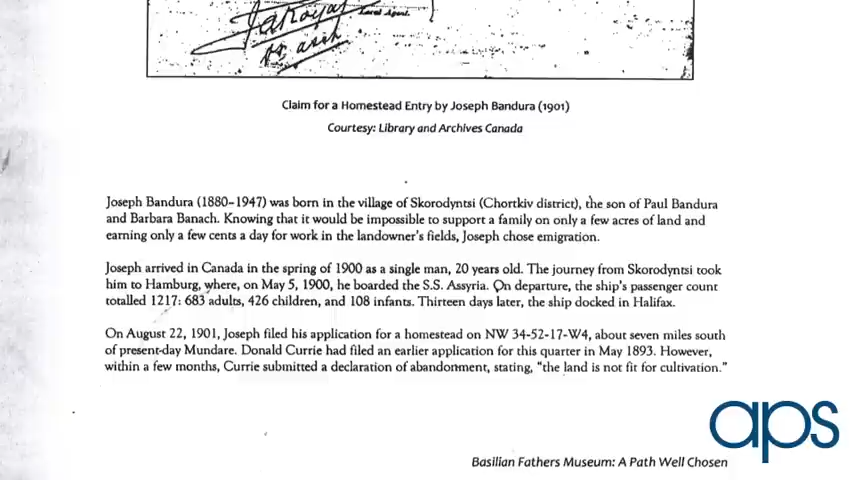 Local Agent.
Claim for a Homestead Entry by Joseph Bandura (1901)
Courtesy: Library and Archives Canada
Joseph Bandura (1880–1947) was born in the village of Skorodyntsi (Chortkiv district), the son of Paul Bandura
and Barbara Banach. Knowing that it would be impossible to support a family on only a few acres of land and
earning only a few cents a day for work in the landowner's fields, Joseph chose emigration.
Joseph arrived in Canada in the spring of 1900 as a single man, 20 years old. The journey from Skorodyntsi took
him to Hamburg, where, on May 5, 1900, he boarded the S.S. Assyria. On departure, the ship's passenger count
totalled 1217: 683 adults, 426 children, and 108 infants. Thirteen days later, the ship docked in Halifax.
On August 22, 1901, Joseph filed his application for a homestead on NW 34-52-17-W4, about seven miles south
of present-day Mundare. Donald Currie had filed an earlier application for this quarter in May 1893. However,
within a few months, Currie submitted a declaration of abandonment, stating, “the land is not fit for cultivation.”
aps
Basilian Fathers Museum: A Path Well Chosen